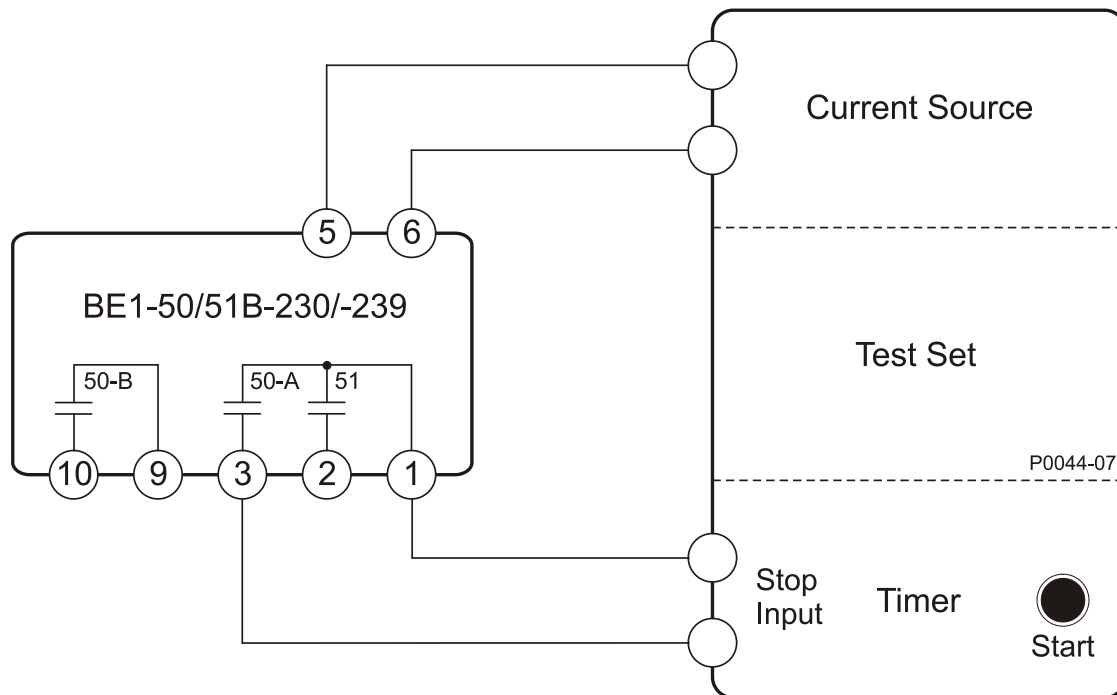 Current Source
5
6
BE1-50/51B-230/-239
Test Set
50-B
50-A
51
10
9
3
2
1
P0044-07
Stop
Input
Timer
Start